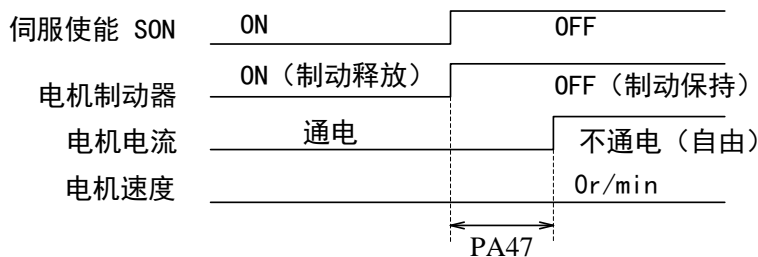 伺服使能 SON ON OFF
电机制动器 ON（制动释放） OFF（制动保持）
电机电流 通电 不通电（自由）
电机速度 0r/min
PA47